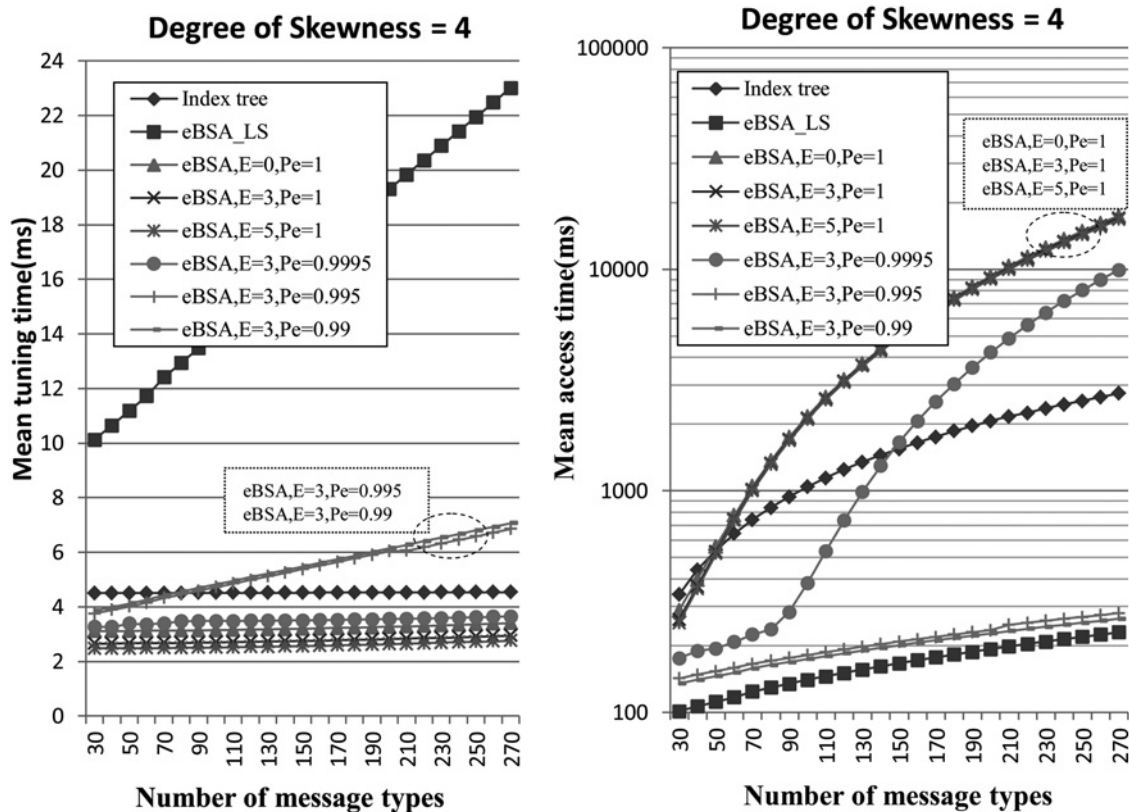 Degree of Skewness = 4
Mean tuning time(ms)
24
22
20
18
16
14
12
10
8
6
4
2
0
Index tree
eBSA_LS
eBSA,E=0,Pe=1
eBSA,E=3,Pe=1
eBSA,E=5,Pe=1
eBSA,E=3,Pe=0.9995
eBSA,E=3,Pe=0.995
eBSA,E=3,Pe=0.99
eBSA,E=3,Pe=0.995
eBSA,E=3,Pe=0.99
30 50 70 90 110 130 150 170 190 210 230 250 270
Number of message types
Degree of Skewness = 4
Mean access time(ms)
100000
10000
1000
100
Index tree
eBSA_LS
eBSA,E=0,Pe=1
eBSA,E=3,Pe=1
eBSA,E=5,Pe=1
eBSA,E=3,Pe=0.9995
eBSA,E=3,Pe=0.995
eBSA,E=3,Pe=0.99
eBSA,E=0,Pe=1
eBSA,E=3,Pe=1
eBSA,E=5,Pe=1
30 50 70 90 110 130 150 170 190 210 230 250 270
Number of message types